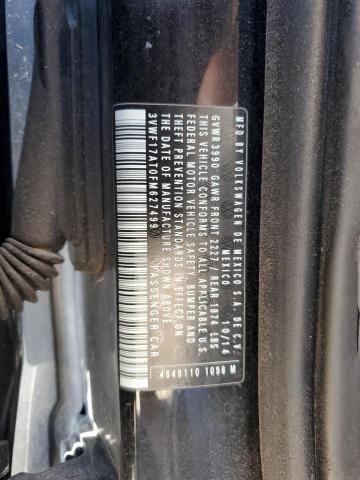 MFD BY VOLKSWAGEN DE MEXICO S.A. DE C.V.
MEXICO 10/14
GVWR3990 GAWR FRONT 2227 / REAR 1874 LBS
THIS VEHICLE CONFORMS TO ALL APPLICABLE U.S.
FEDERAL MOTOR VEHICLE SAFETY, BUMPER AND
THEFT PREVENTION STANDARDS IN EFFECT ON
THE DATE OF MANUFACTURE SHOWN ABOVE
3VWF17AT0FM627499 PASSENGER CAR
4649110 1098 M